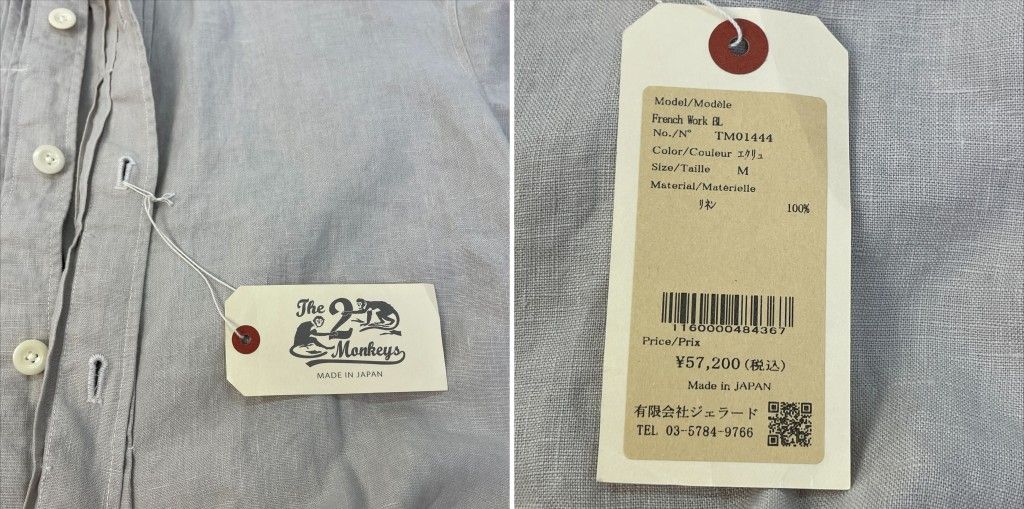 The 2 Monkeys
MADE IN JAPAN
Model/Modèle
French Work BL
No./N° TM01444
Color/Couleur ｴｸﾘｭ
Size/Taille M
Material/Matérielle
ﾘﾈﾝ 100%
1160000484367
Price/Prix
¥57,200(税込)
Made in JAPAN
有限会社ジェラード
TEL 03-5784-9766